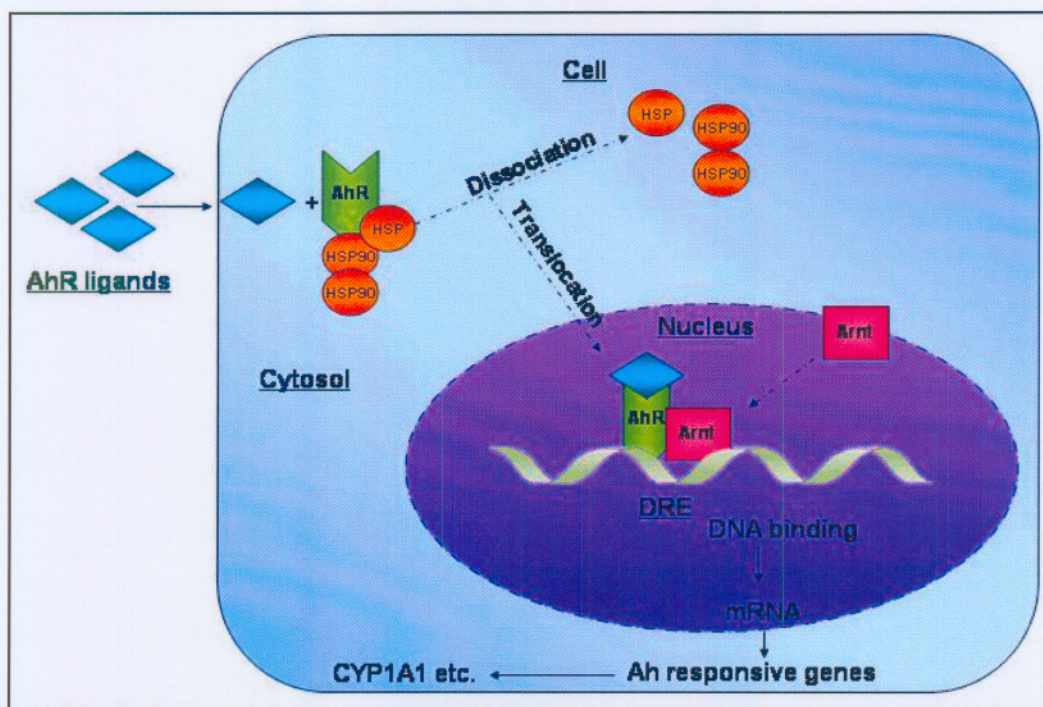 Cell
HSP
HSP90
HSP90
Dissociation
AhR
+
HSP
HSP90
HSP90
AhR ligands
Translocation
Cytosol
Nucleus
Arnt
AhR
Arnt
DRE
DNA binding
mRNA
CYP1A1 etc.
Ah responsive genes